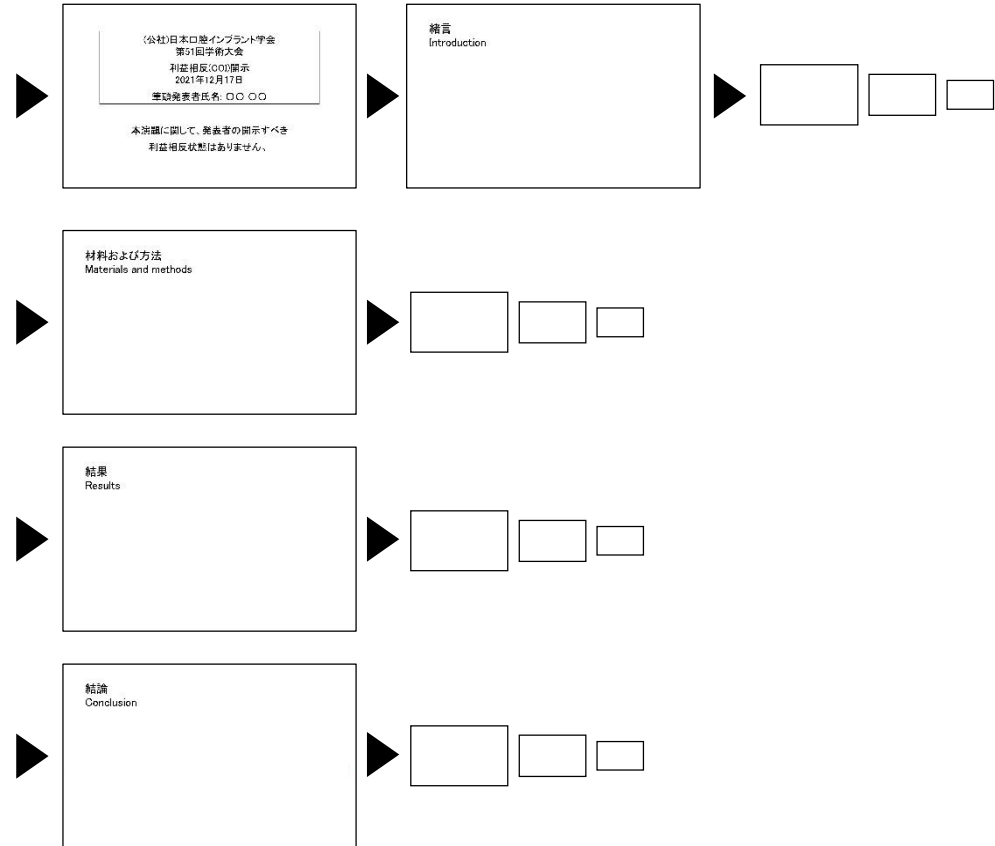 (公社)日本口腔インプラント学会
第51回学術大会
利益相反(COI)開示
2021年12月17日
筆頭発表者氏名: 〇〇 〇〇
本演題に関して、発表者の開示すべき
利益相反状態はありません、
緒言
Introduction
材料および方法
Materials and methods
結果
Results
結論
Conclusion